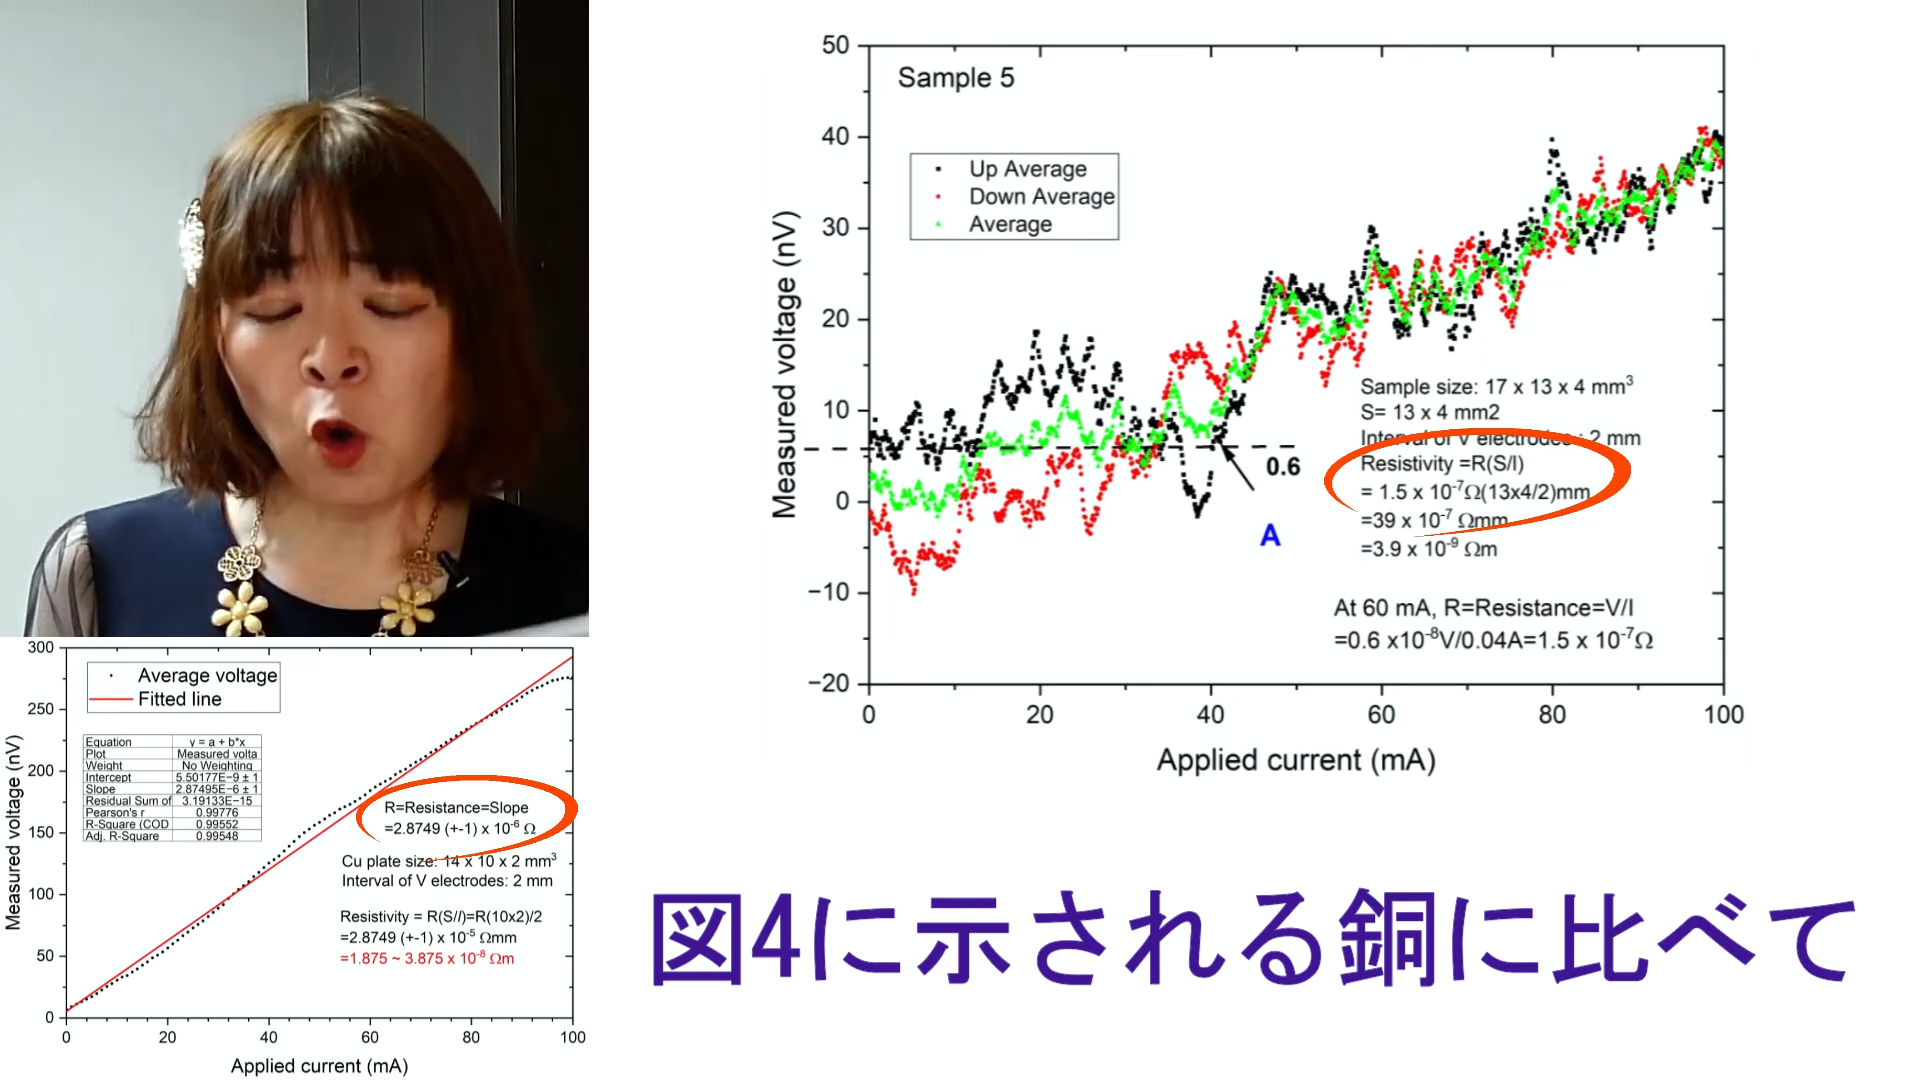 50
40
30
20
10
0
−10
−20
Measured voltage (nV)
Sample 5
Up Average
Down Average
Average
0.6
A
Sample size: 17 x 13 x 4 mm³
S= 13 x 4 mm2
Interval of V electrodes : 2 mm
Resistivity =R(S/l)
= 1.5 x 10⁻⁷Ω(13x4/2)mm
=39 x 10⁻⁷ Ωmm
=3.9 x 10⁻⁹ Ωm
At 60 mA, R=Resistance=V/I
=0.6 x10⁻⁸V/0.04A=1.5 x 10⁻⁷Ω
0 20 40 60 80 100
Applied current (mA)
300
250
200
150
100
50
0
Measured voltage (nV)
Average voltage
Fitted line
Equation y = a + b*x
Plot Measured volta
Weight No Weighting
Intercept 5.50177E−9 ± 1
Slope 2.87495E−6 ± 1
Residual Sum of 3.19133E−15
Pearson's r 0.99776
R-Square (COD 0.99552
Adj. R-Square 0.99548
R=Resistance=Slope
=2.8749 (+-1) x 10⁻⁶ Ω
Cu plate size: 14 x 10 x 2 mm³
Interval of V electrodes: 2 mm
Resistivity = R(S/l)=R(10x2)/2
=2.8749 (+-1) x 10⁻⁵ Ωmm
=1.875 ~ 3.875 x 10⁻⁸ Ωm
0 20 40 60 80 100
Applied current (mA)
図4に示される銅に比べて